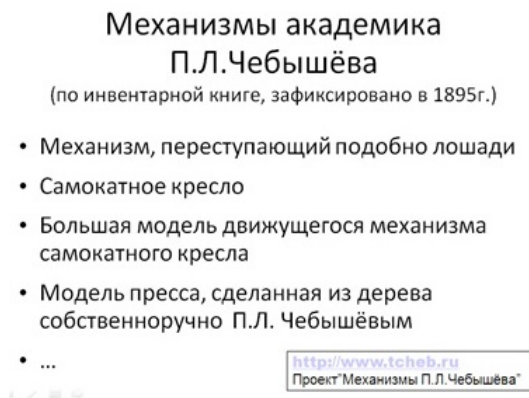 Механизмы академика
П.Л.Чебышёва
(по инвентарной книге, зафиксировано в 1895г.)
• Механизм, переступающий подобно лошади
• Самокатное кресло
• Большая модель движущегося механизма
самокатного кресла
• Модель пресса, сделанная из дерева
собственноручно П.Л. Чебышёвым
• ...
http://www.tcheb.ru
Проект"Механизмы П.Л.Чебышёва"